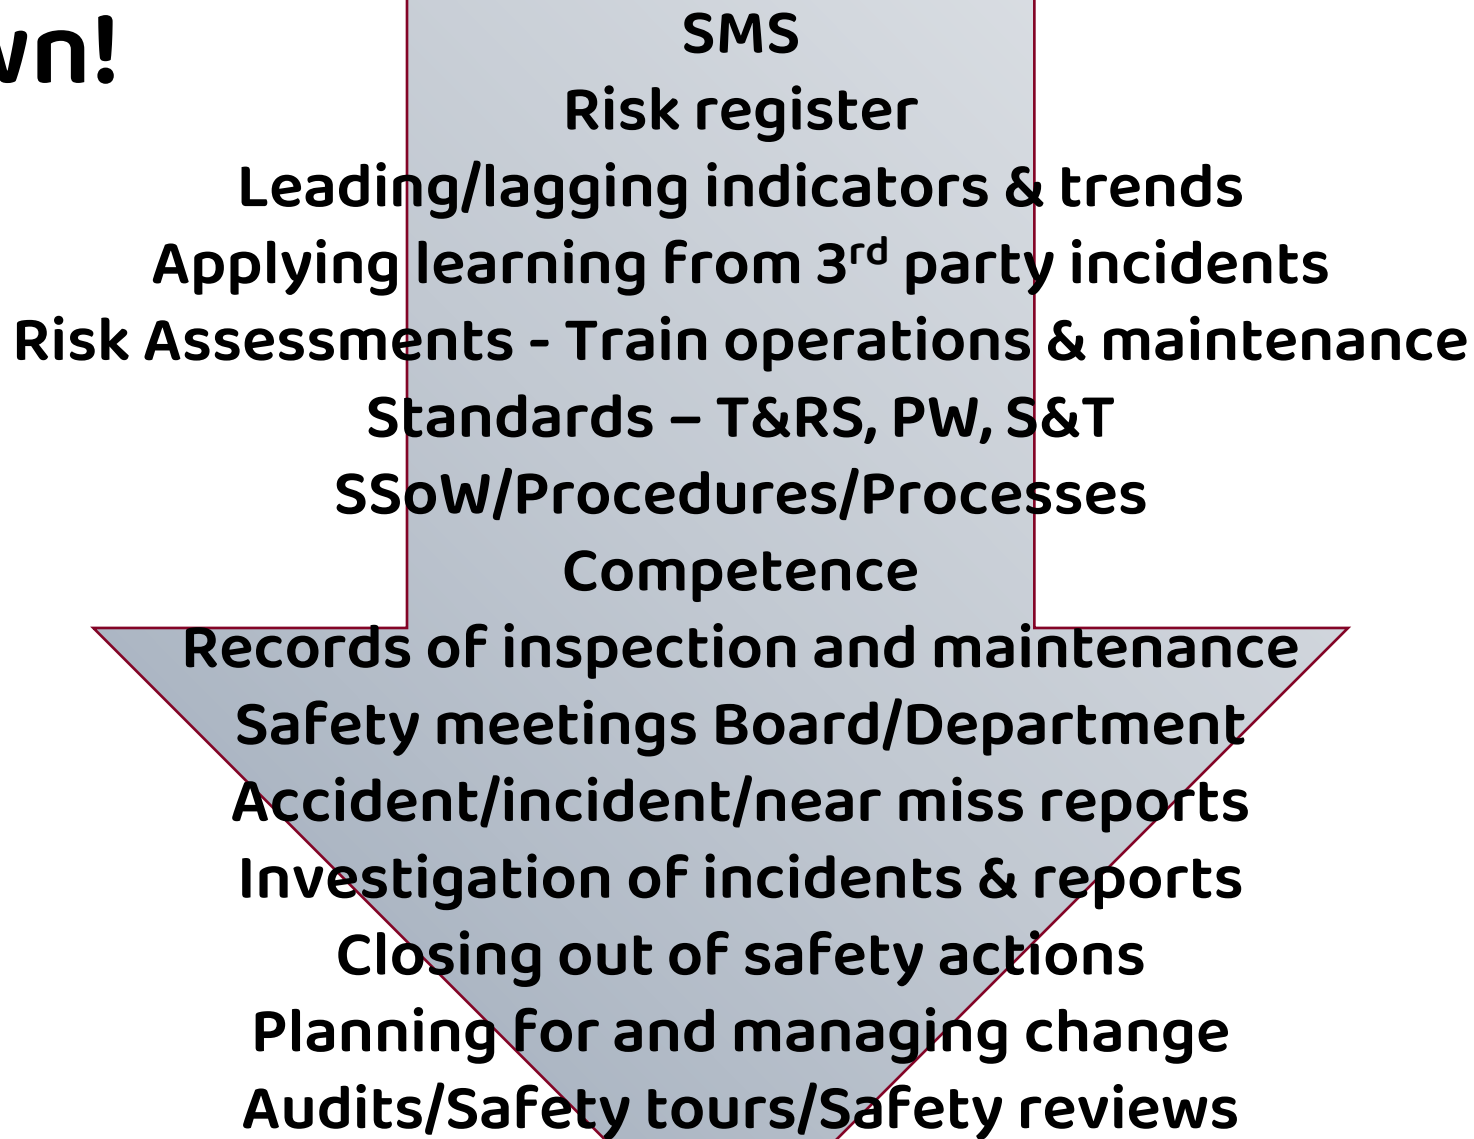 SMS
Risk register
Leading/lagging indicators & trends
Applying learning from 3rd party incidents
Risk Assessments - Train operations & maintenance
Standards – T&RS, PW, S&T
SSoW/Procedures/Processes
Competence
Records of inspection and maintenance
Safety meetings Board/Department
Accident/incident/near miss reports
Investigation of incidents & reports
Closing out of safety actions
Planning for and managing change
Audits/Safety tours/Safety reviews